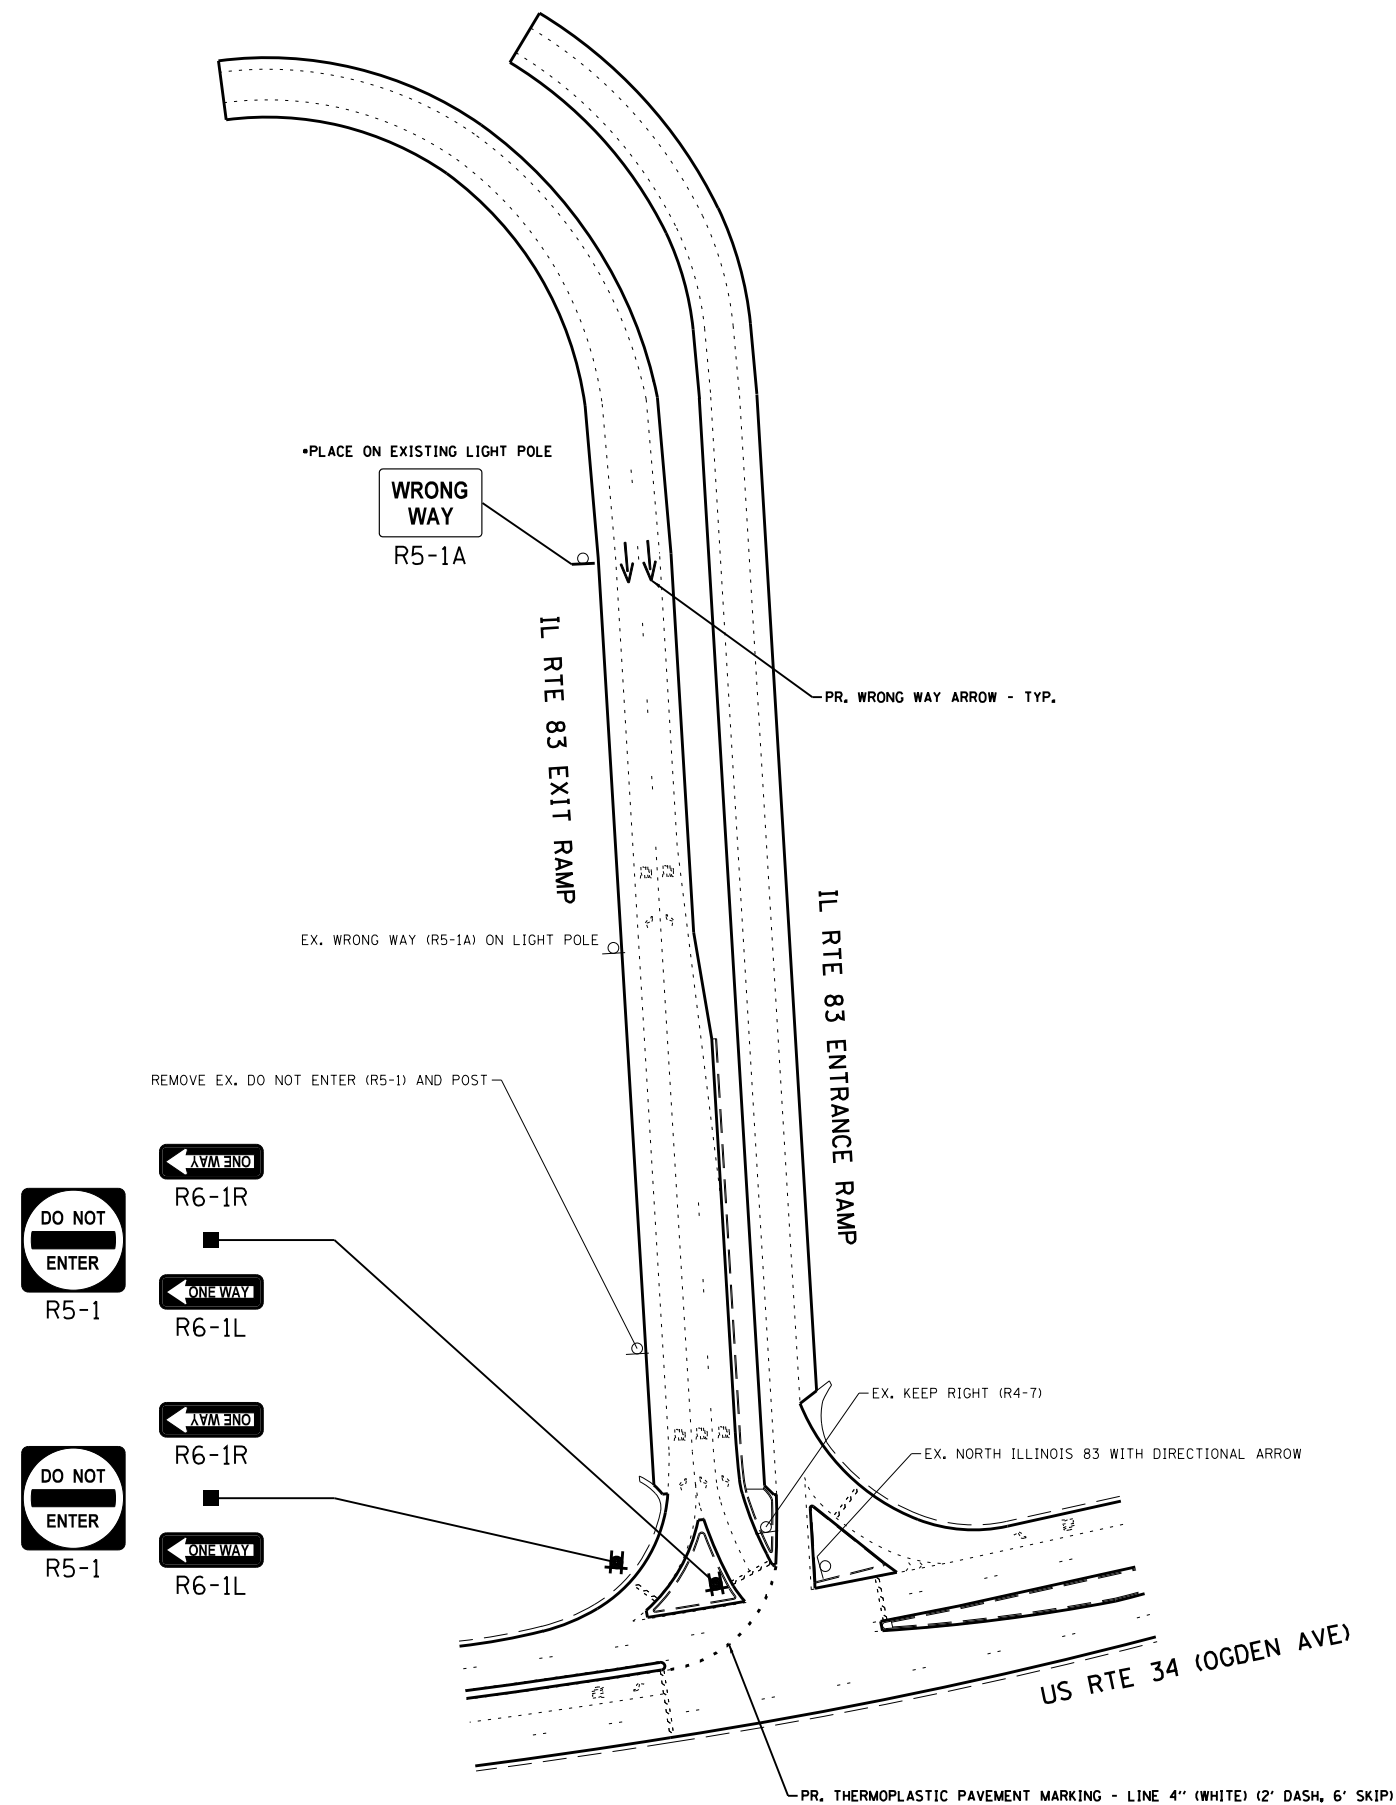 •PLACE ON EXISTING LIGHT POLE
WRONG
WAY
R5-1A
IL RTE 83 EXIT RAMP
PR. WRONG WAY ARROW - TYP.
IL RTE 83 ENTRANCE RAMP
EX. WRONG WAY (R5-1A) ON LIGHT POLE
REMOVE EX. DO NOT ENTER (R5-1) AND POST
ONE WAY
R6-1R
DO NOT
ENTER
R5-1
ONE WAY
R6-1L
EX. KEEP RIGHT (R4-7)
EX. NORTH ILLINOIS 83 WITH DIRECTIONAL ARROW
ONE WAY
R6-1R
DO NOT
ENTER
R5-1
ONE WAY
R6-1L
US RTE 34 (OGDEN AVE)
PR. THERMOPLASTIC PAVEMENT MARKING - LINE 4" (WHITE) (2' DASH, 6' SKIP)